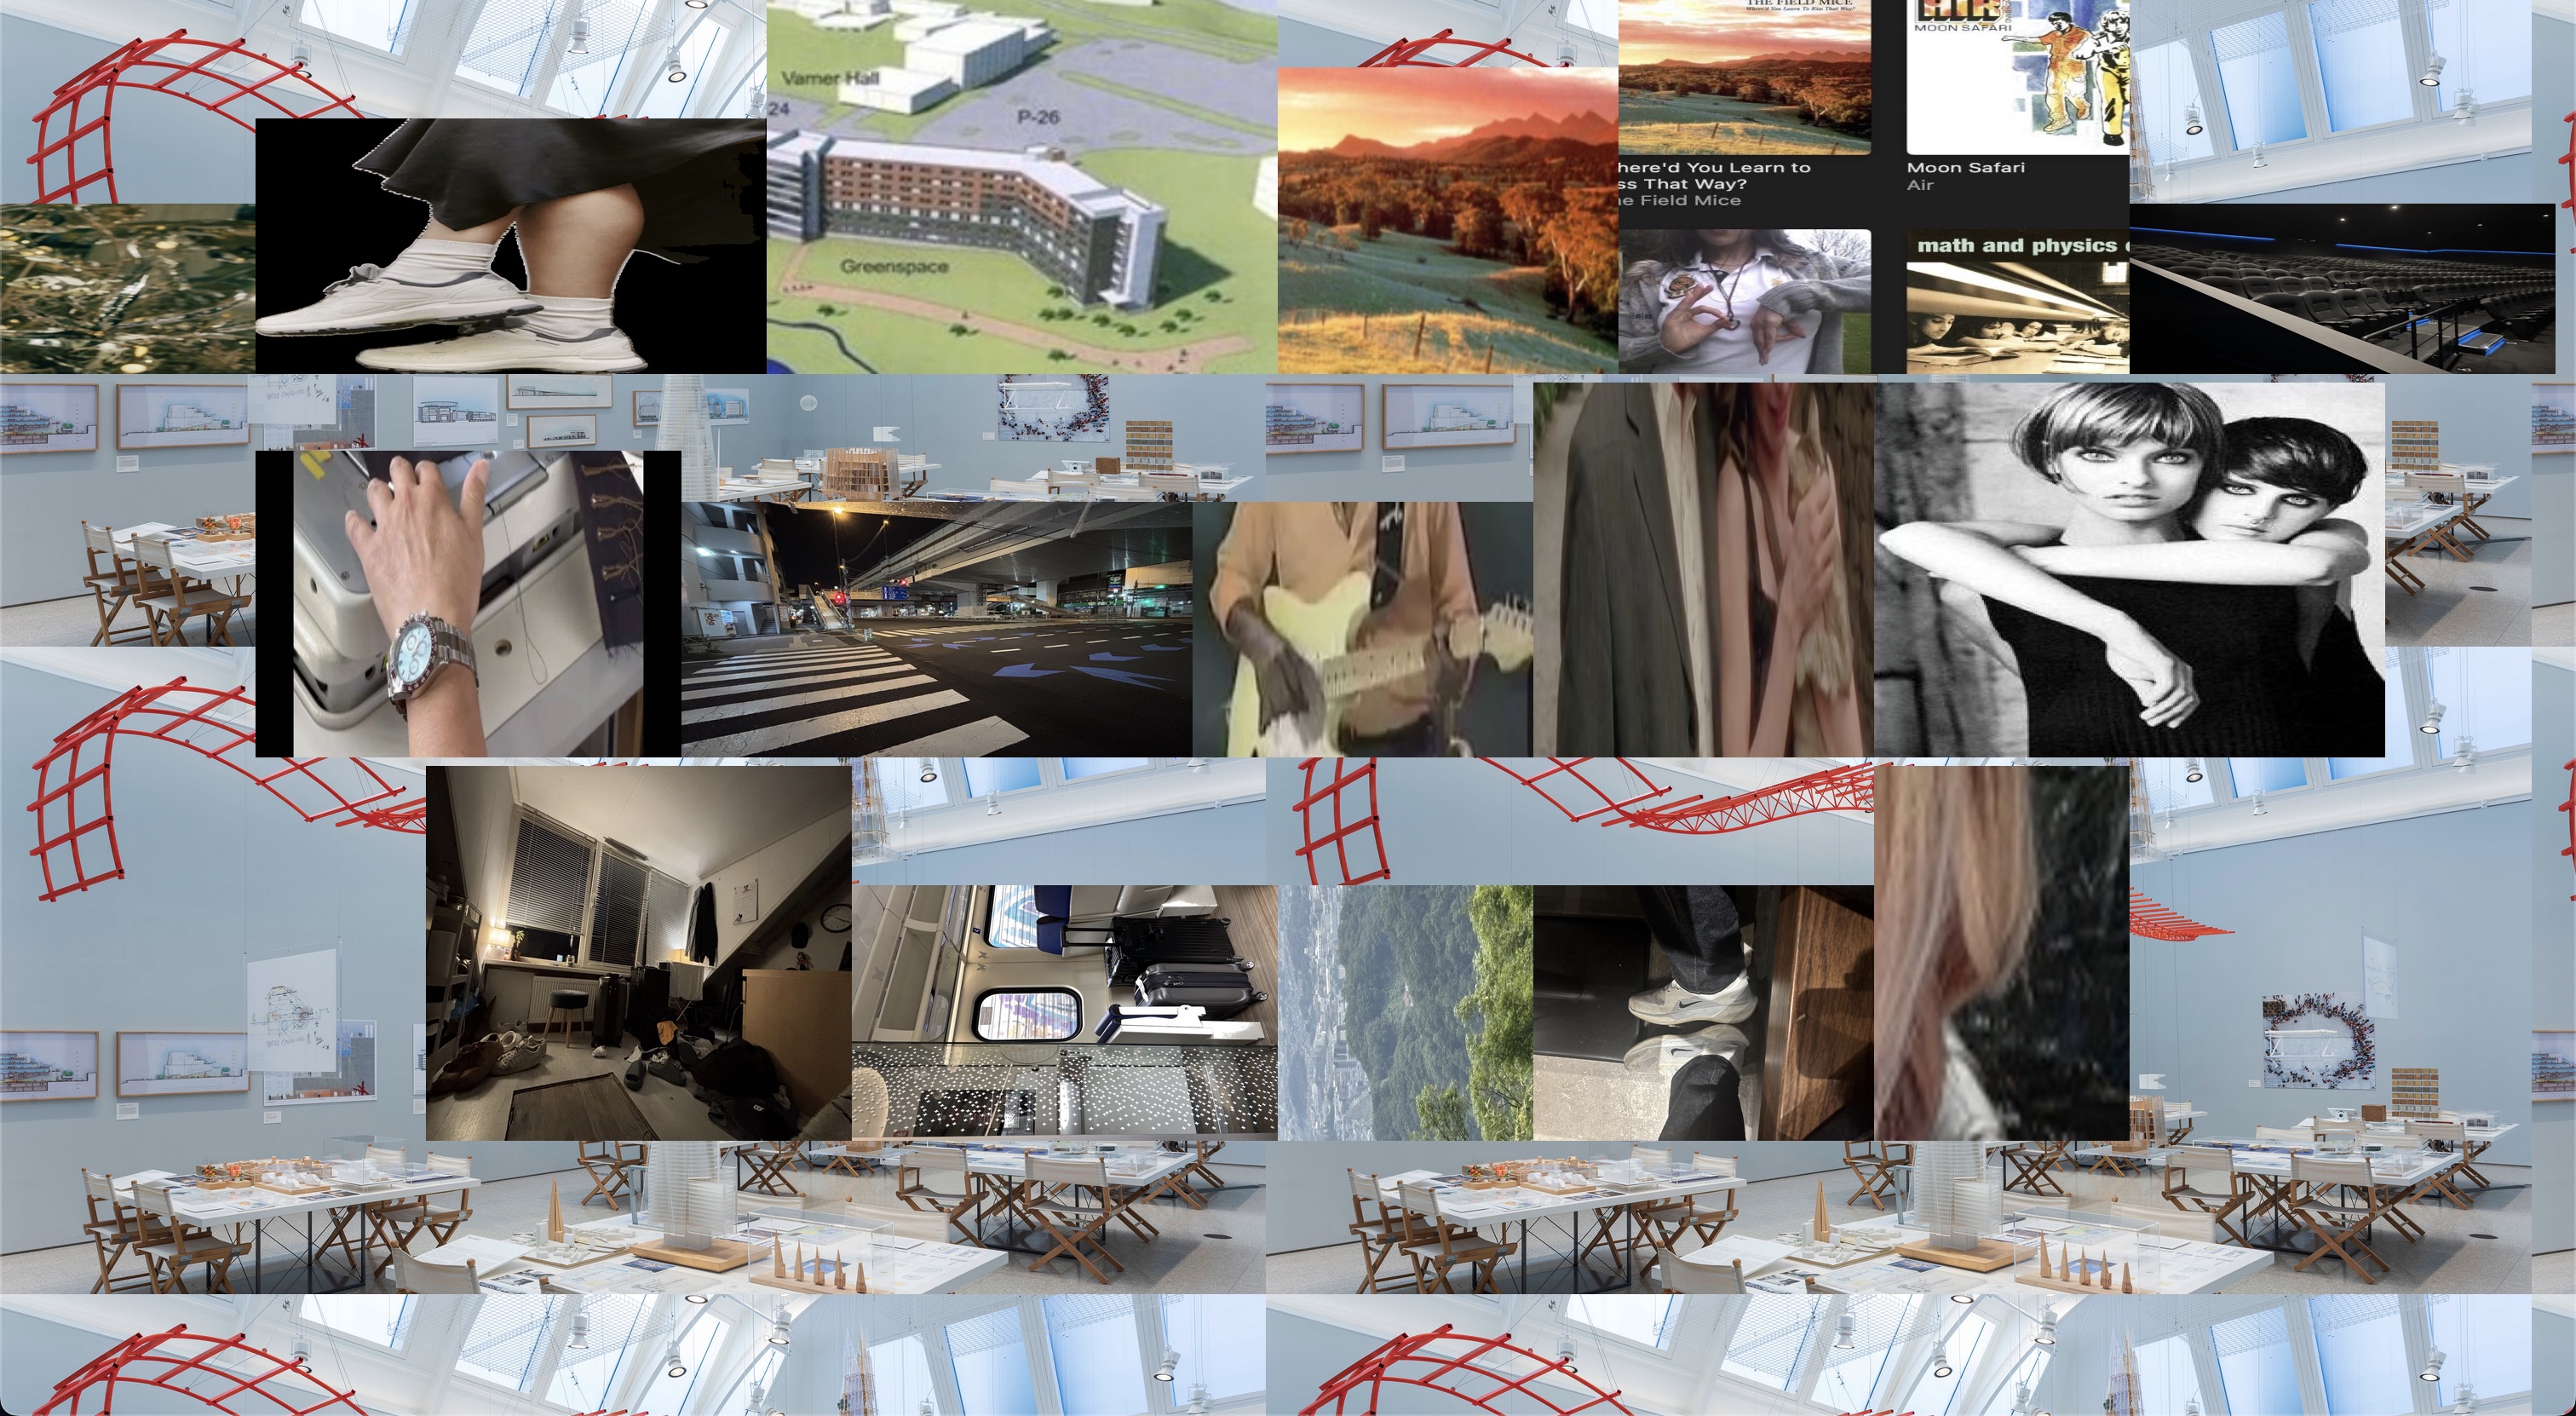 Varner Hall
24
P-26
Greenspace
THE FIELD MICE
Where'd You Learn To Kiss That Way?
AIR
MOON SAFARI
here'd You Learn to
ss That Way?
e Field Mice
Moon Safari
Air
math and physics